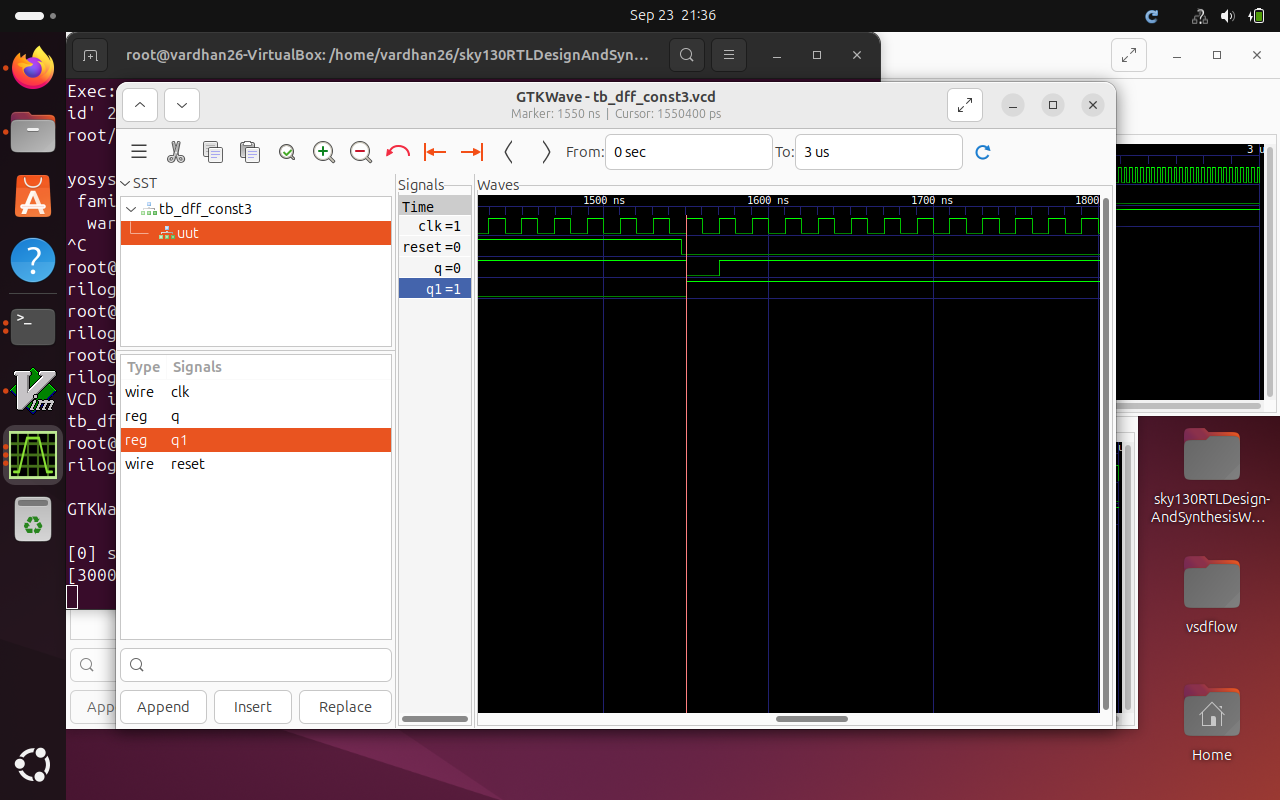 Sep 23 21:36
root@vardhan26-VirtualBox: /home/vardhan26/sky130RTLDesignAndSyn...
Exec:
id' 2
root/
yosys
fami
war
^C
root@
rilog
root@
rilog
root@
rilog
VCD i
tb_df
root@
rilog
GTKWa
[0] s
[3000
GTKWave - tb_dff_const3.vcd
Marker: 1550 ns | Cursor: 1550400 ps
From: 0 sec
To: 3 us
SST
tb_dff_const3
uut
Type Signals
wire clk
reg q
reg q1
wire reset
Append
Insert
Replace
Signals
Time
clk =1
reset =0
q =0
q1 =1
Waves
1500 ns
1600 ns
1700 ns
1800
3 u
App
u
sky130RTLDesign-
AndSynthesisW...
vsdflow
Home